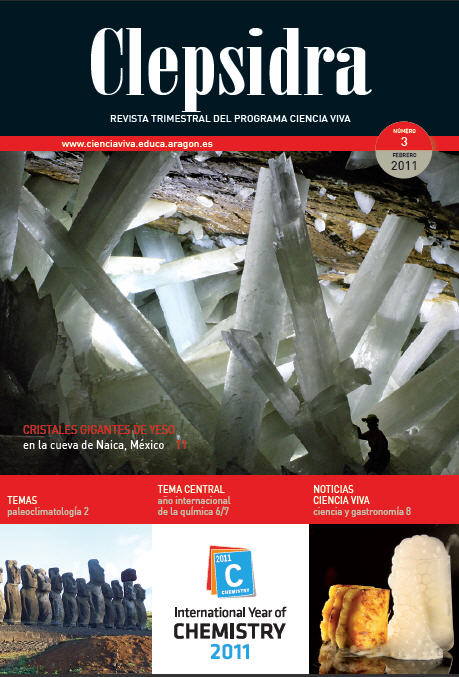 Clepsidra
REVISTA TRIMESTRAL DEL PROGRAMA CIENCIA VIVA
www.cienciaviva.educa.aragon.es
NÚMERO
3
FEBRERO
2011
CRISTALES GIGANTES DE YESO
en la cueva de Naica, México 11
TEMAS
paleoclimatología 2
TEMA CENTRAL
año internacional
de la química 6/7
NOTICIAS
CIENCIA VIVA
ciencia y gastronomía 8
2011
C
CHEMISTRY
International Year of
CHEMISTRY
2011